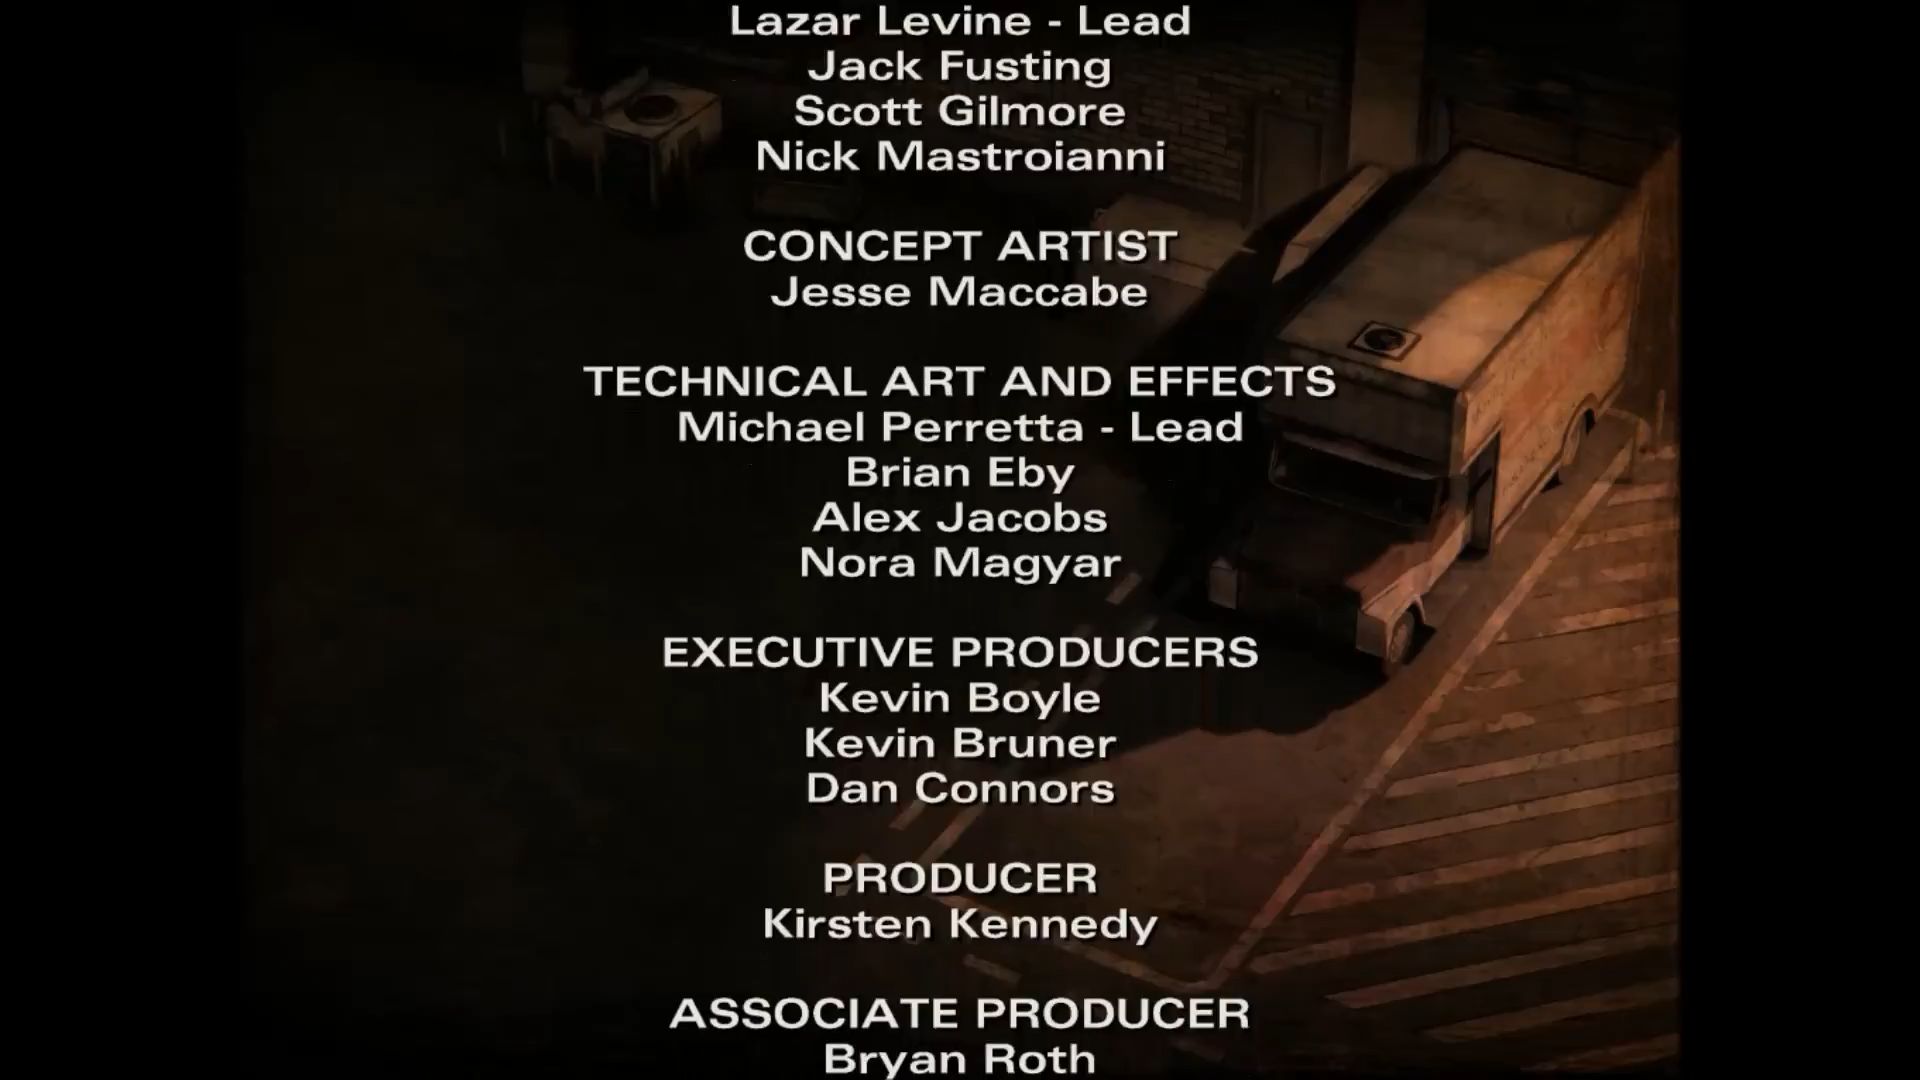 Lazar Levine - Lead
Jack Fusting
Scott Gilmore
Nick Mastroianni
CONCEPT ARTIST
Jesse Maccabe
TECHNICAL ART AND EFFECTS
Michael Perretta - Lead
Brian Eby
Alex Jacobs
Nora Magyar
EXECUTIVE PRODUCERS
Kevin Boyle
Kevin Bruner
Dan Connors
PRODUCER
Kirsten Kennedy
ASSOCIATE PRODUCER
Bryan Roth